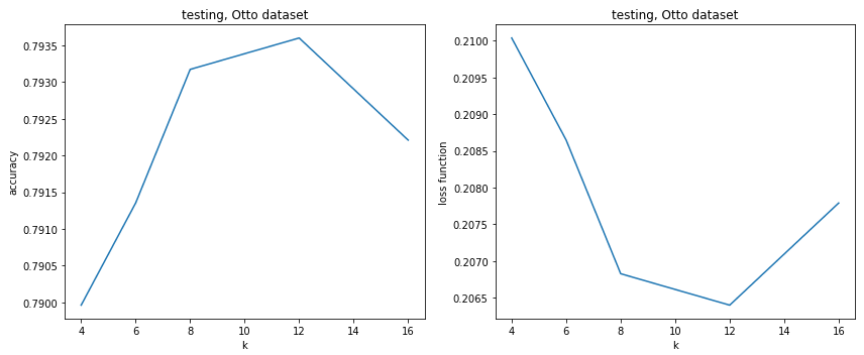 testing, Otto dataset
0.7935
0.7930
0.7925
0.7920
0.7915
0.7910
0.7905
0.7900
accuracy
4 6 8 10 12 14 16
k
testing, Otto dataset
0.2100
0.2095
0.2090
0.2085
0.2080
0.2075
0.2070
0.2065
loss function
4 6 8 10 12 14 16
k